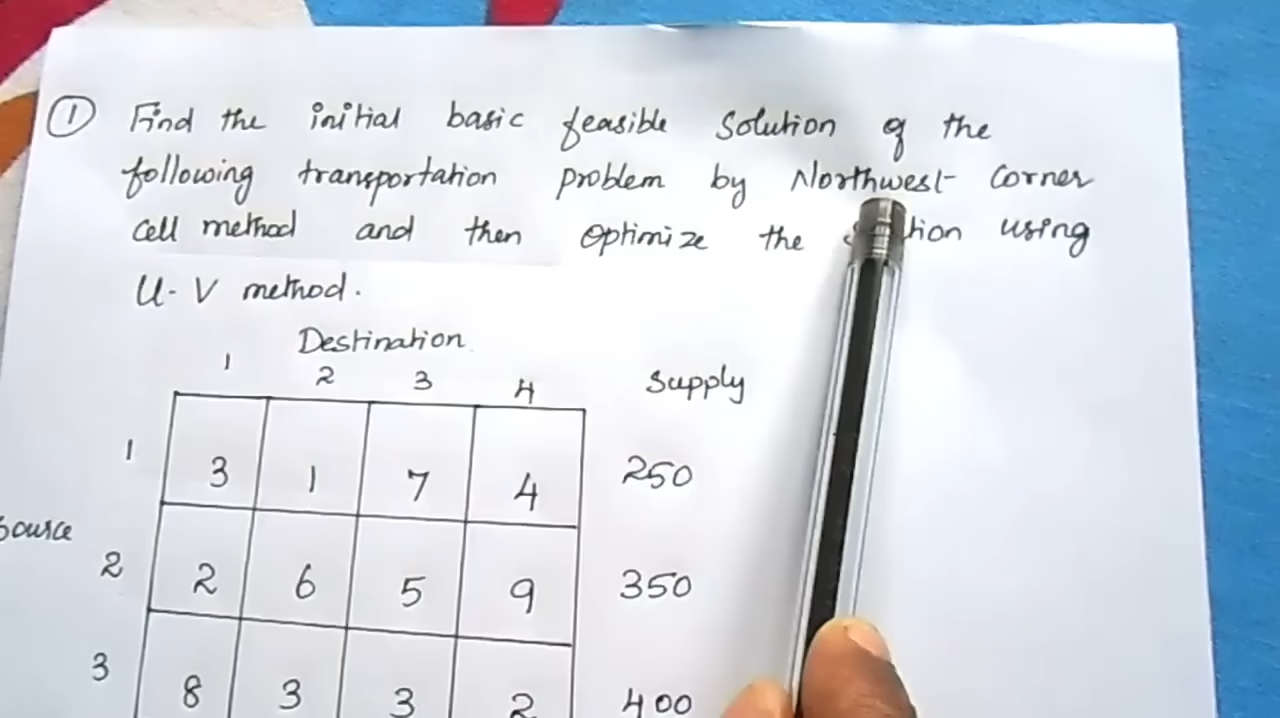 1 Find the initial basic feasible solution of the
following transportation problem by Northwest corner
cell method and then optimize the using
U-V method.
Destination
1 2 3 4 Supply
1 3 1 7 4 250
2 2 6 5 9 350
3 8 3 3 2 400